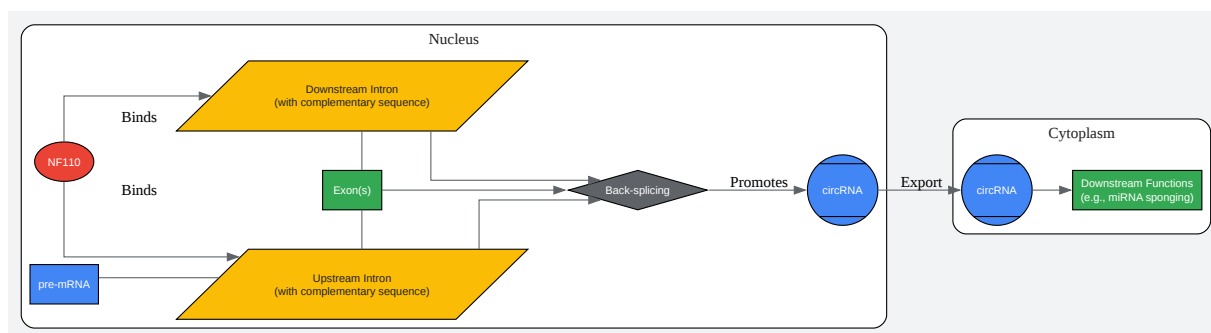 Nucleus
Downstream Intron
(with complementary sequence)
Binds
NF110
Binds
Exon(s)
Back-splicing
Promotes
circRNA
Export
Cytoplasm
circRNA
Downstream Functions
(e.g., miRNA sponging)
pre-mRNA
Upstream Intron
(with complementary sequence)